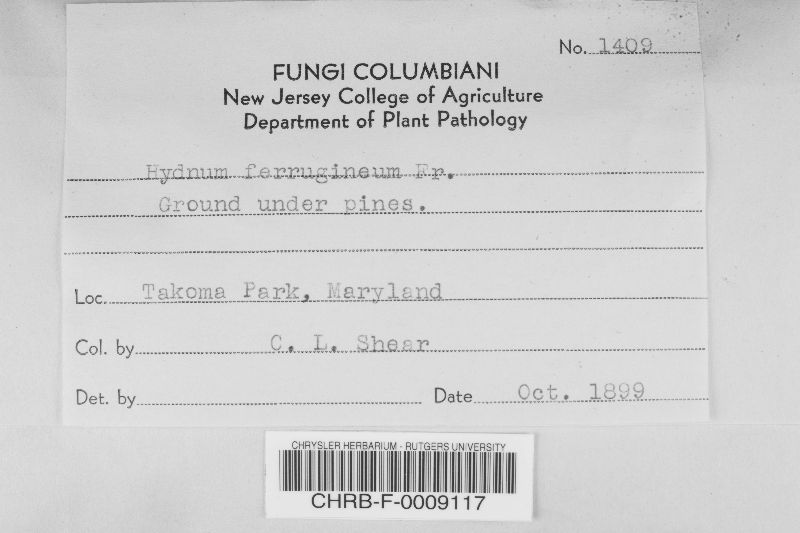 No. 1409
FUNGI COLUMBIANI
New Jersey College of Agriculture
Department of Plant Pathology
Hydnum ferrugineum Fr.
Ground under pines.
Loc. Takoma Park, Maryland
Col. by C. L. Shear
Det. by Date Oct. 1899
CHRYSLER HERBARIUM - RUTGERS UNIVERSITY
CHRB-F-0009117